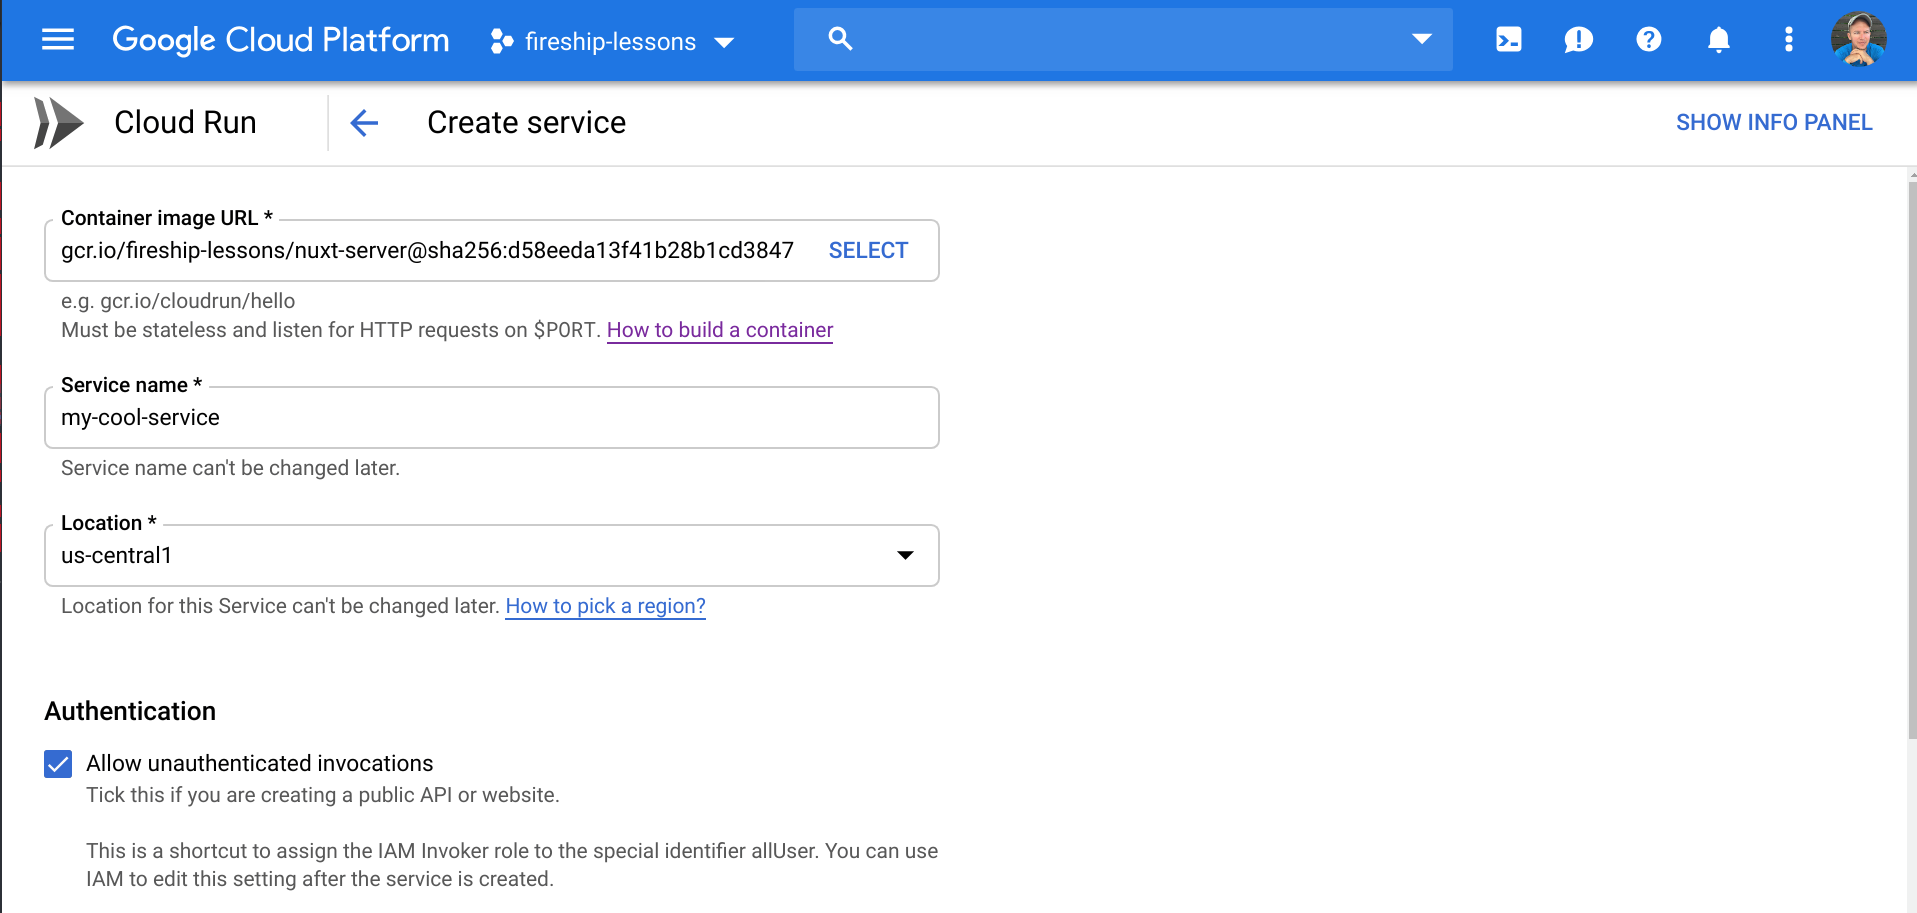 Google Cloud Platform fireship-lessons
Cloud Run Create service SHOW INFO PANEL
Container image URL *
gcr.io/fireship-lessons/nuxt-server@sha256:d58eeda13f41b28b1cd3847 SELECT
e.g. gcr.io/cloudrun/hello
Must be stateless and listen for HTTP requests on $PORT. How to build a container
Service name *
my-cool-service
Service name can't be changed later.
Location *
us-central1
Location for this Service can't be changed later. How to pick a region?
Authentication
Allow unauthenticated invocations
Tick this if you are creating a public API or website.
This is a shortcut to assign the IAM Invoker role to the special identifier allUser. You can use
IAM to edit this setting after the service is created.